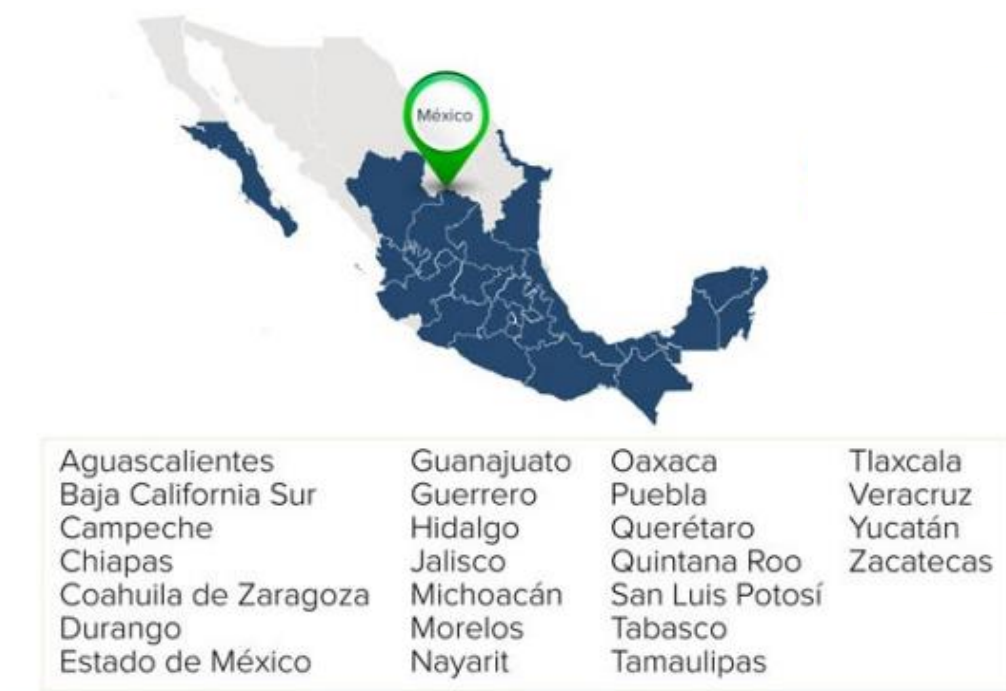 México
Aguascalientes
Baja California Sur
Campeche
Chiapas
Coahuila de Zaragoza
Durango
Estado de México
Guanajuato
Guerrero
Hidalgo
Jalisco
Michoacán
Morelos
Nayarit
Oaxaca
Puebla
Querétaro
Quintana Roo
San Luis Potosí
Tabasco
Tamaulipas
Tlaxcala
Veracruz
Yucatán
Zacatecas